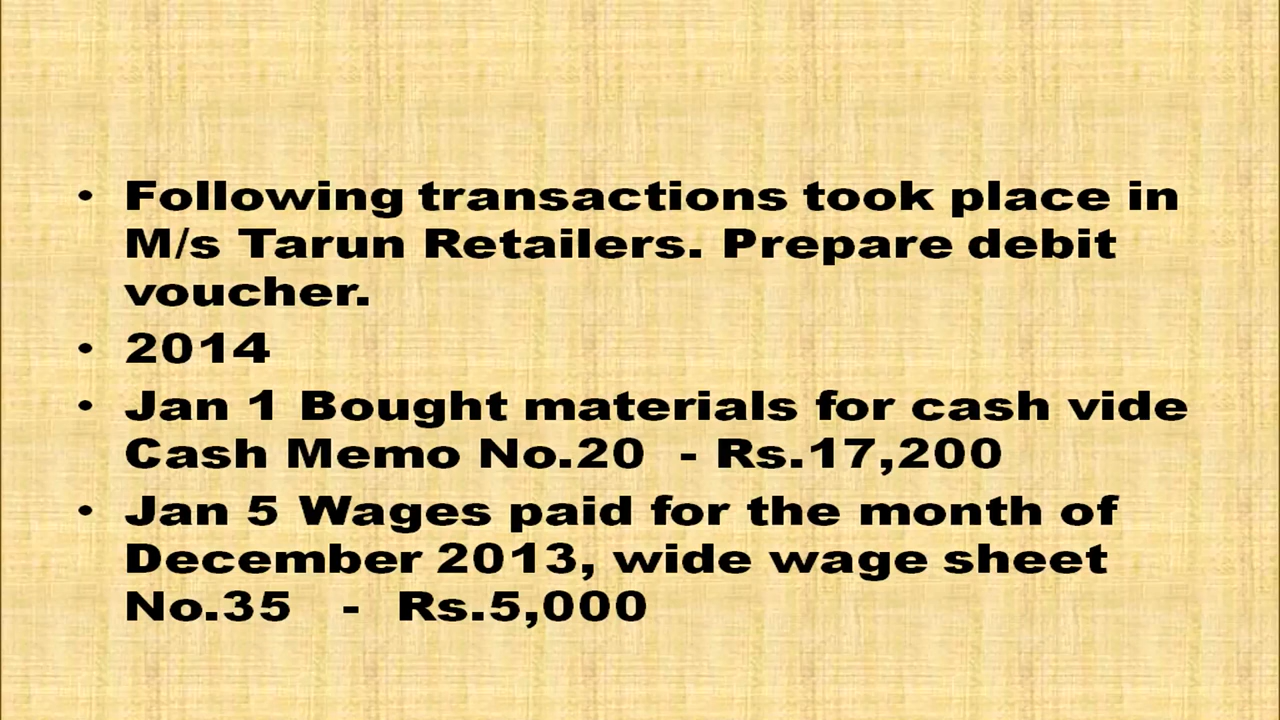 • Following transactions took place in
M/s Tarun Retailers. Prepare debit
voucher.
• 2014
• Jan 1 Bought materials for cash vide
Cash Memo No.20 - Rs.17,200
• Jan 5 Wages paid for the month of
December 2013, wide wage sheet
No.35 - Rs.5,000